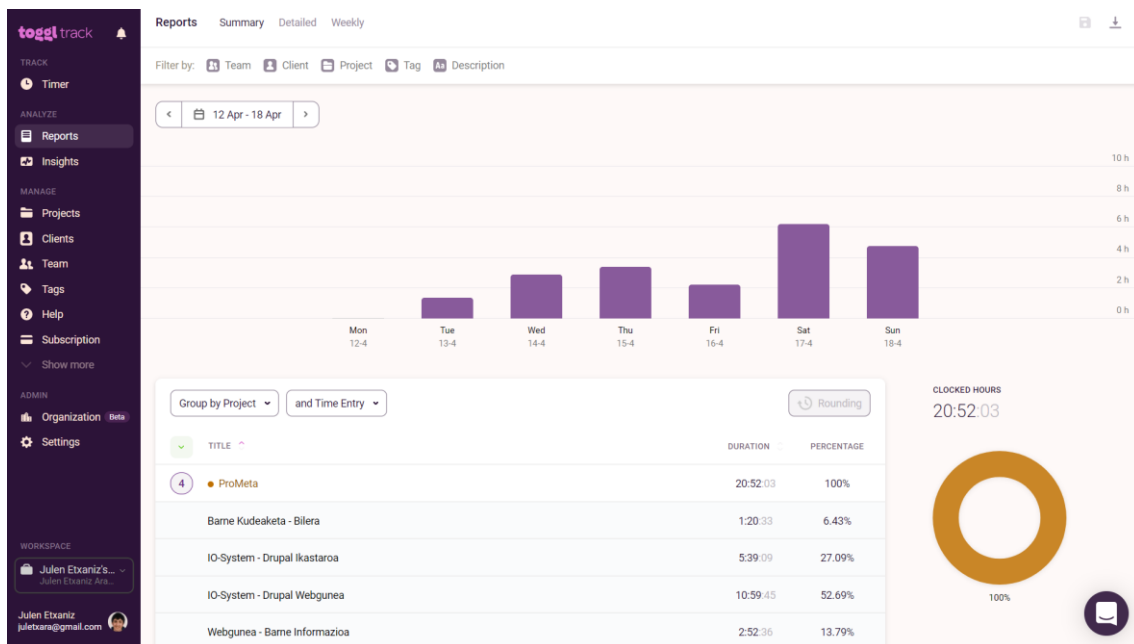 toggl track
TRACK
Timer
ANALYZE
Reports
Insights
MANAGE
Projects
Clients
Team
Tags
Help
Subscription
Show more
ADMIN
Organization Beta
Settings
WORKSPACE
Julen Etxaniz's...
Julen Etxaniz Ara...
Julen Etxaniz
juletxara@gmail.com
Reports Summary Detailed Weekly
Filter by: Team Client Project Aa Tag Description
12 Apr - 18 Apr
10 h
8 h
6 h
4 h
2 h
0 h
Mon Tue Wed Thu Fri Sat Sun
12-4 13-4 14-4 15-4 16-4 17-4 18-4
Group by Project and Time Entry Rounding
TITLE DURATION PERCENTAGE
4 ProMeta 20:52:03 100%
Barne Kudeaketa - Bilera 1:20:33 6.43%
IO-System - Drupal Ikastaroa 5:39:09 27.09%
IO-System - Drupal Webgunea 10:59:45 52.69%
Webgunea - Barne Informazioa 2:52:36 13.79%
CLOCKED HOURS
20:52:03
100%